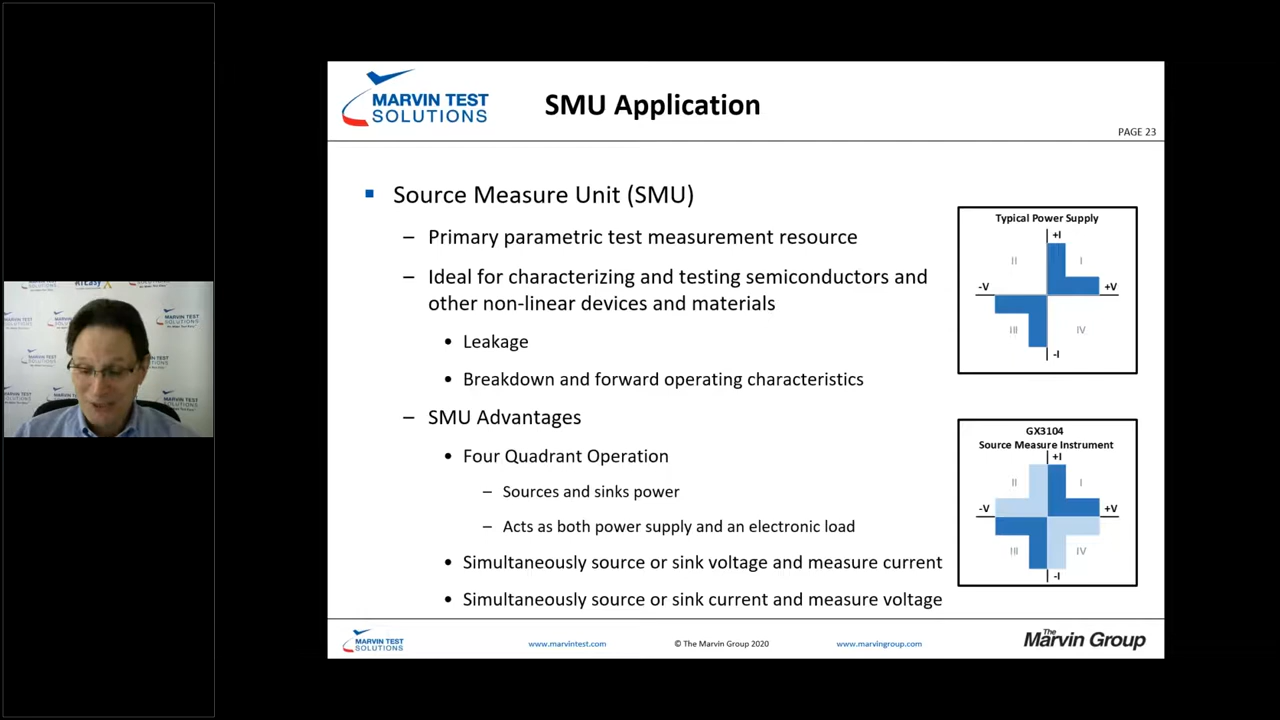 MARVIN TEST
SOLUTIONS
SMU Application
PAGE 23
Source Measure Unit (SMU)
– Primary parametric test measurement resource
– Ideal for characterizing and testing semiconductors and
other non-linear devices and materials
• Leakage
• Breakdown and forward operating characteristics
– SMU Advantages
• Four Quadrant Operation
– Sources and sinks power
– Acts as both power supply and an electronic load
• Simultaneously source or sink voltage and measure current
• Simultaneously source or sink current and measure voltage
Typical Power Supply
+I
II I
-V +V
III IV
-I
GX3104
Source Measure Instrument
+I
II I
-V +V
III IV
-I
MARVIN TEST
SOLUTIONS
www.marvintest.com
© The Marvin Group 2020
www.marvingroup.com
The
Marvin Group